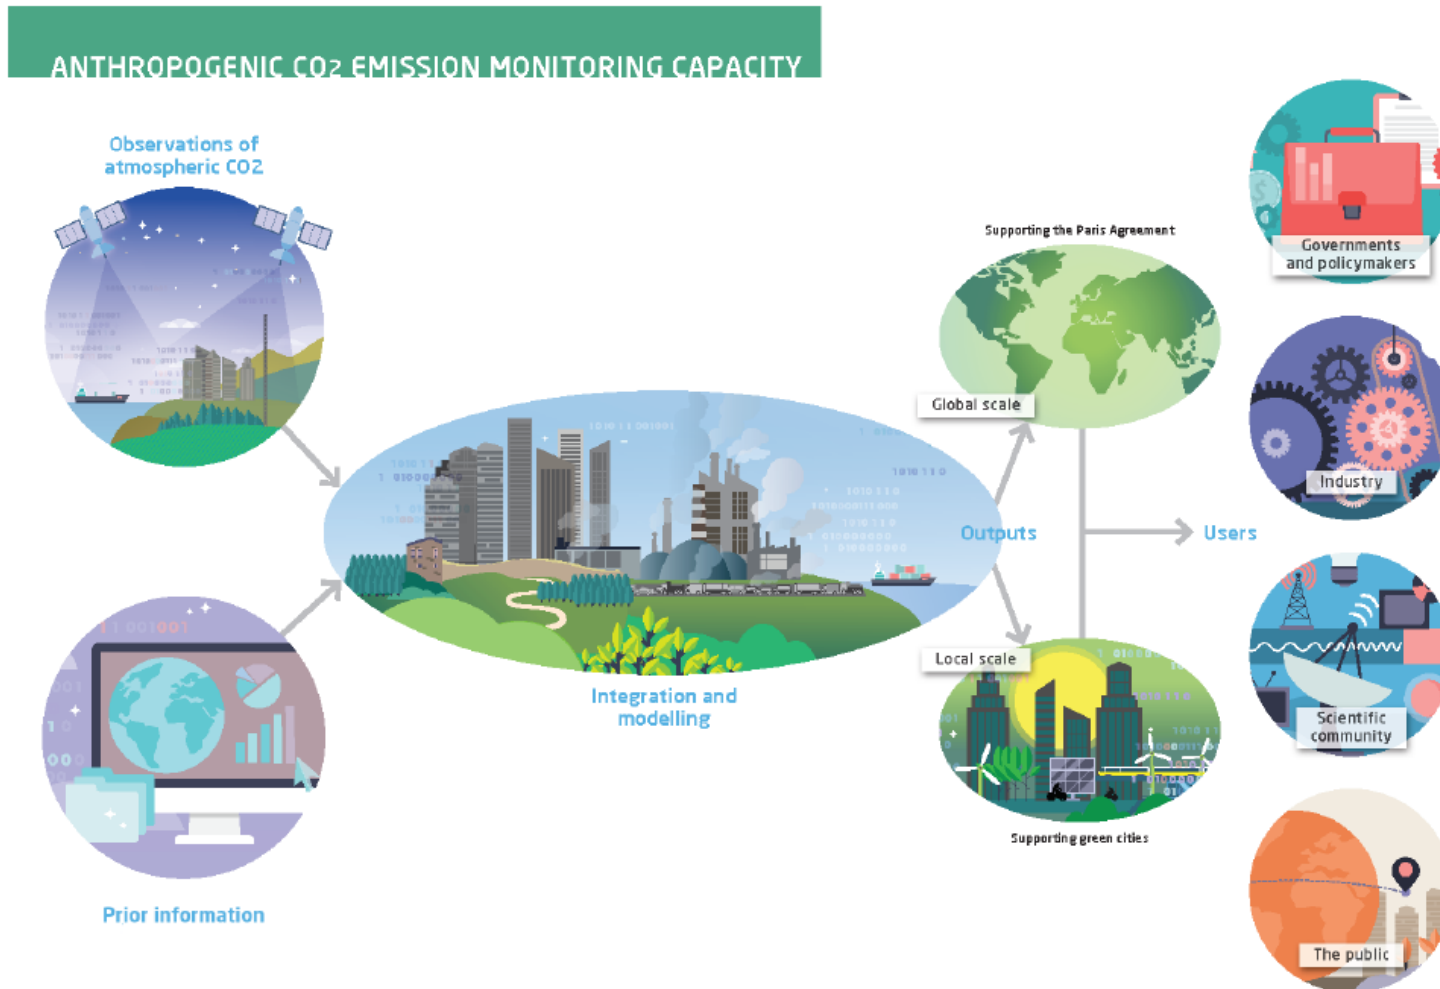 ANTHROPOGENIC CO2 EMISSION MONITORING CAPACITY
Observations of
atmospheric CO2
Prior information
Integration and
modelling
Supporting the Paris Agreement
Global scale
Outputs
Local scale
Supporting green cities
Users
Governments
and policymakers
Industry
Scientific
community
The public